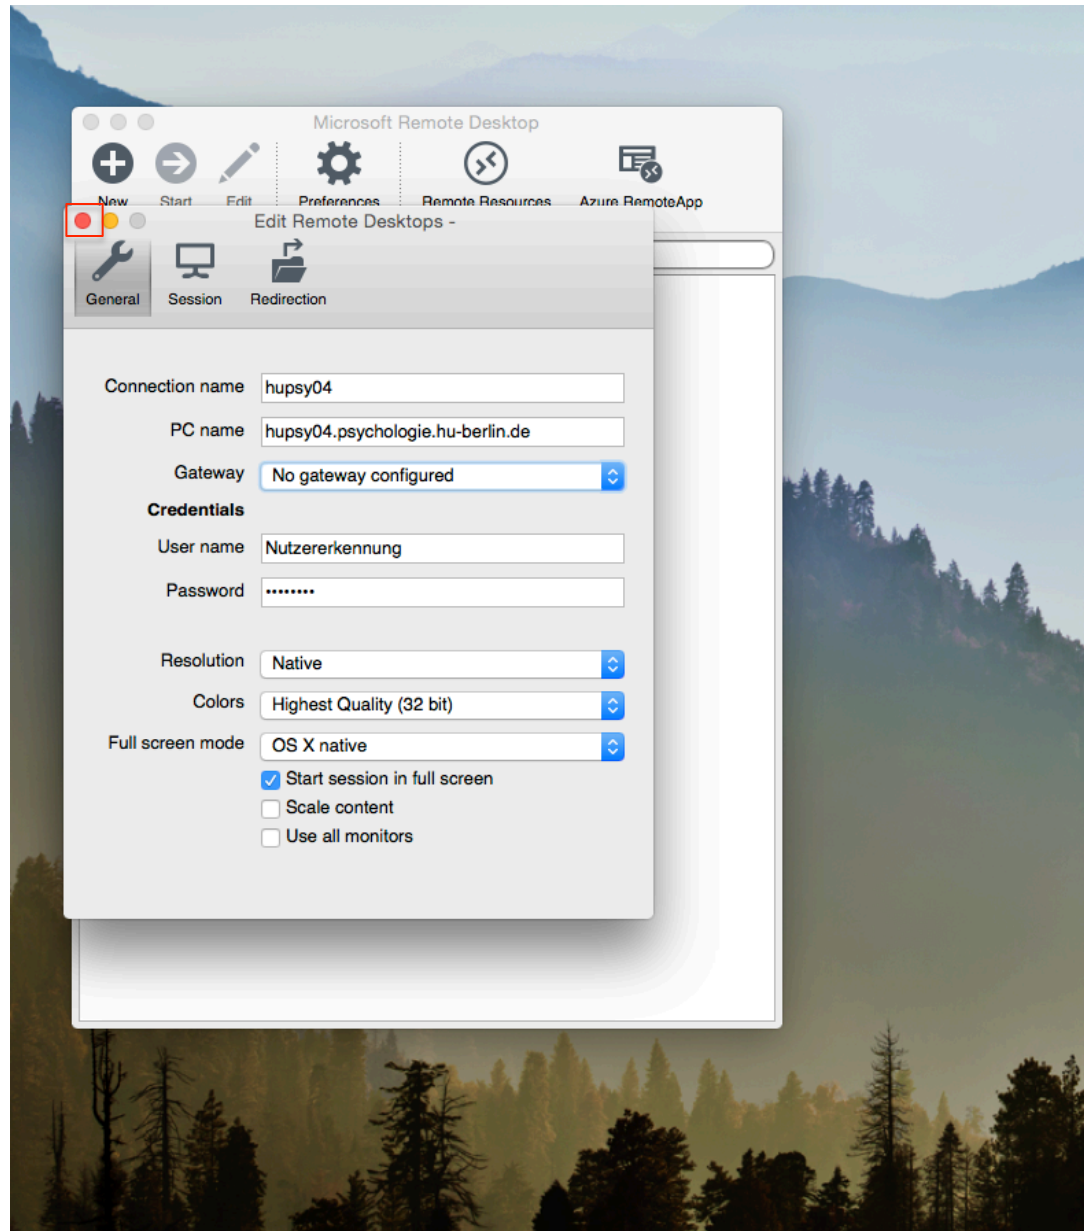 Microsoft Remote Desktop
New Start Edit Preferences Remote Resources Azure RemoteApp
Edit Remote Desktops -
General Session Redirection
Connection name hupsy04
PC name hupsy04.psychologie.hu-berlin.de
Gateway No gateway configured
Credentials
User name Nutzererkennung
Password ••••••••
Resolution Native
Colors Highest Quality (32 bit)
Full screen mode OS X native
Start session in full screen
Scale content
Use all monitors